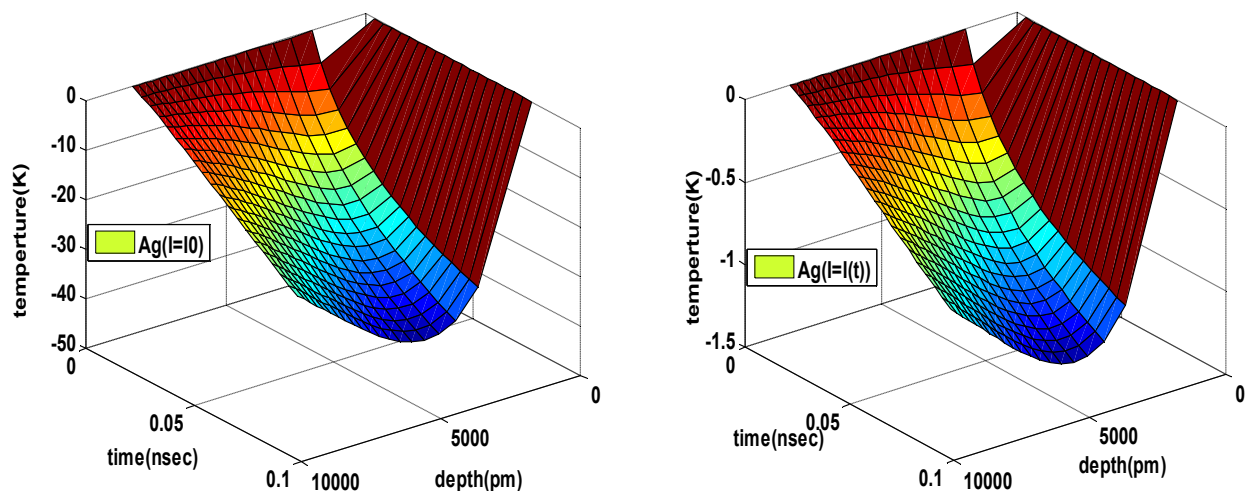 0
-10
-20
-30
-40
-50
temperture(K)
Ag(I=I0)
0
0.05
0.1
time(nsec)
10000
5000
0
depth(pm)
0
-0.5
-1
-1.5
temperture(K)
Ag(I=I(t))
0
0.05
0.1
time(nsec)
10000
5000
0
depth(pm)